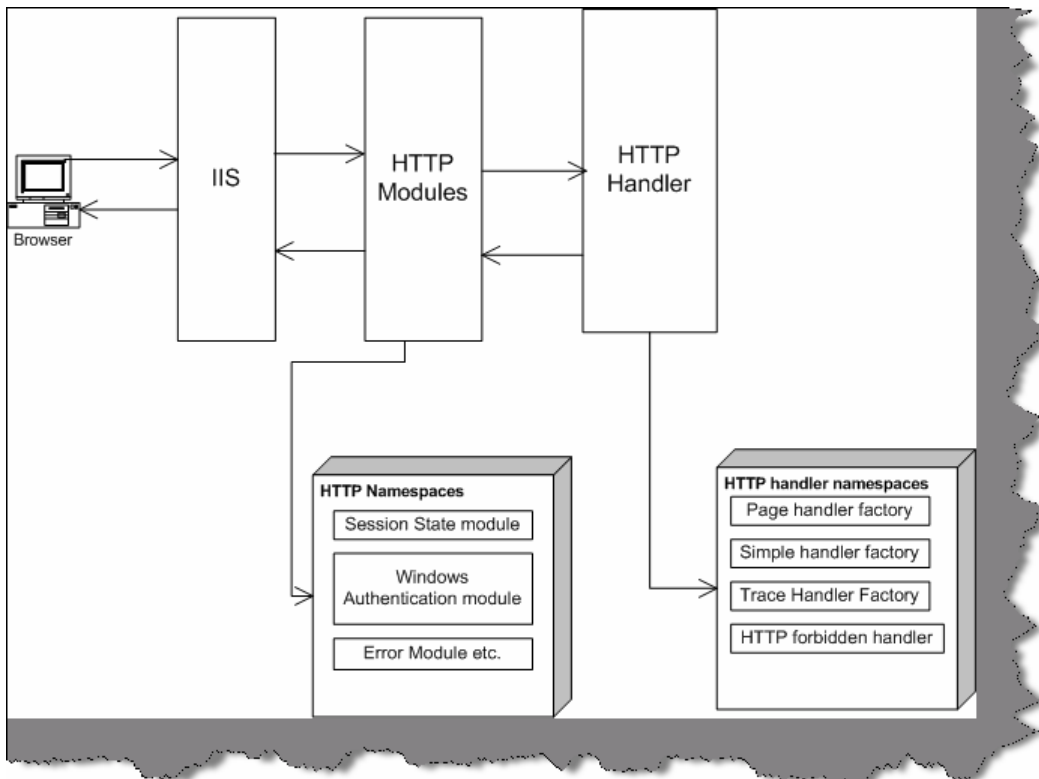 Browser
IIS
HTTP
Modules
HTTP
Handler
HTTP Namespaces
Session State module
Windows
Authentication module
Error Module etc.
HTTP handler namespaces
Page handler factory
Simple handler factory
Trace Handler Factory
HTTP forbidden handler